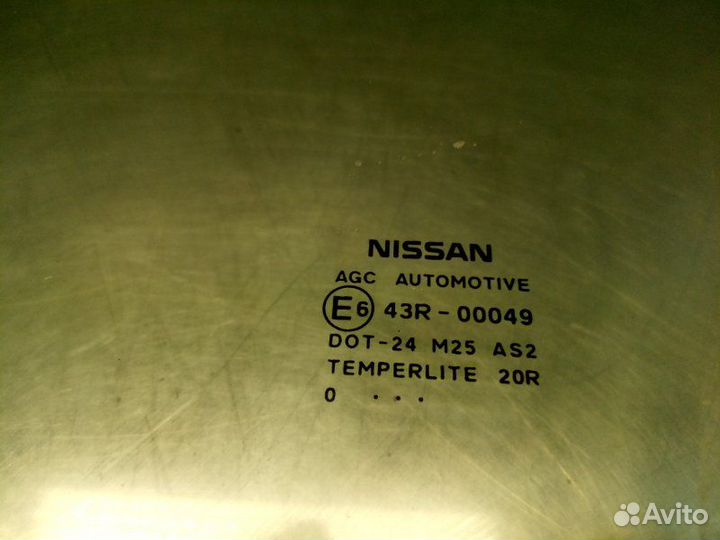 NISSAN
AGC AUTOMOTIVE
E6 43R-00049
DOT-24 M25 AS2
TEMPERLITE 20R
0 ...
Avito